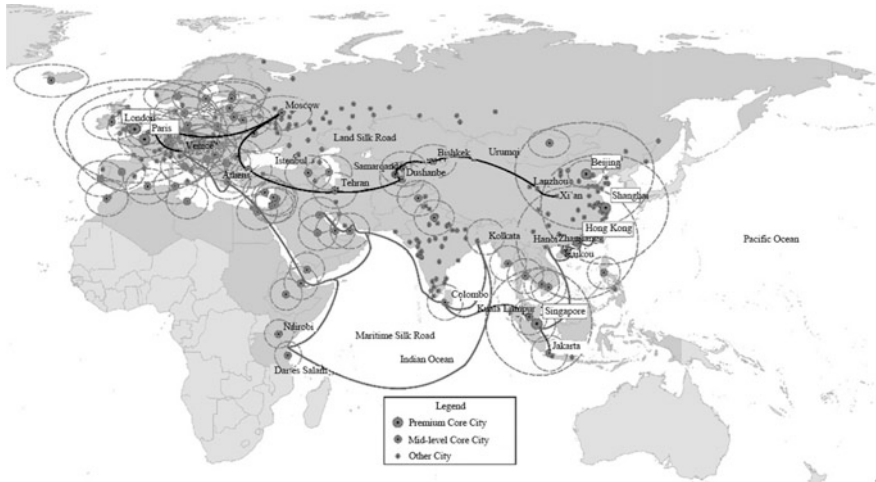 Moscow
London
Paris
Venice
Land Silk Road
Istanbul
Athens
Tehran
Samarqand
Dushanbe
Bishkek
Urumqi
Lanzhou
Xi'an
Beijing
Shanghai
Hong Kong
Hanoi
Haikou
Kolkata
Pacific Ocean
Colombo
Kuala Lumpur
Singapore
Jakarta
Nairobi
Maritime Silk Road
Indian Ocean
Dar es Salam
Legend
Premium Core City
Mid-level Core City
Other City